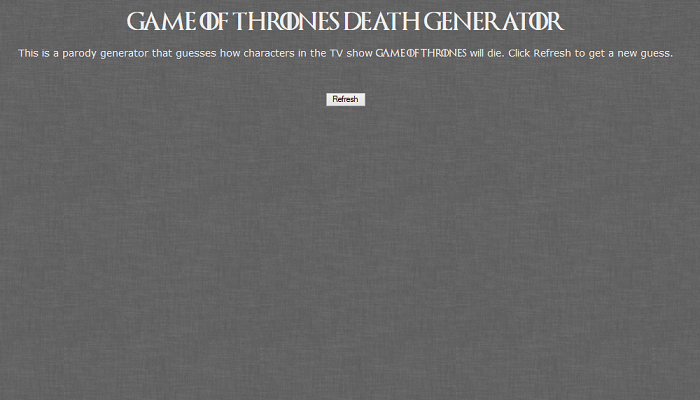 GAME OF THRONES DEATH GENERATOR
This is a parody generator that guesses how characters in the TV show GAME OF THRONES will die. Click Refresh to get a new guess.
Refresh